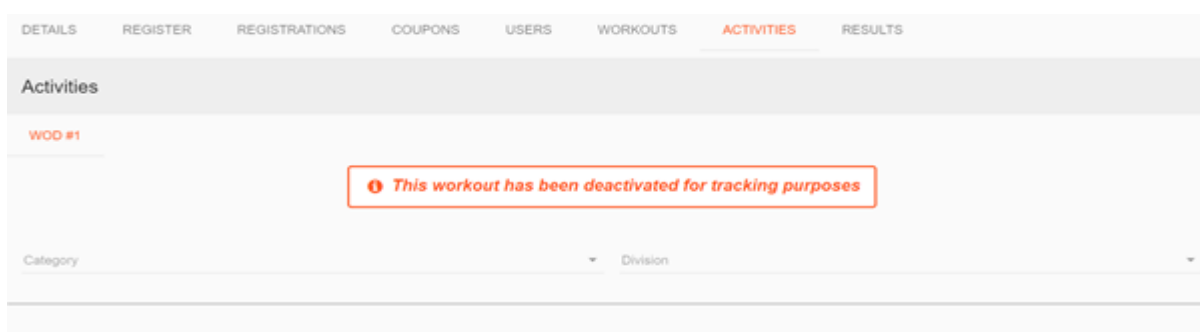 DETAILS REGISTER REGISTRATIONS COUPONS USERS WORKOUTS ACTIVITIES RESULTS
Activities
WOD #1
This workout has been deactivated for tracking purposes
Category Division